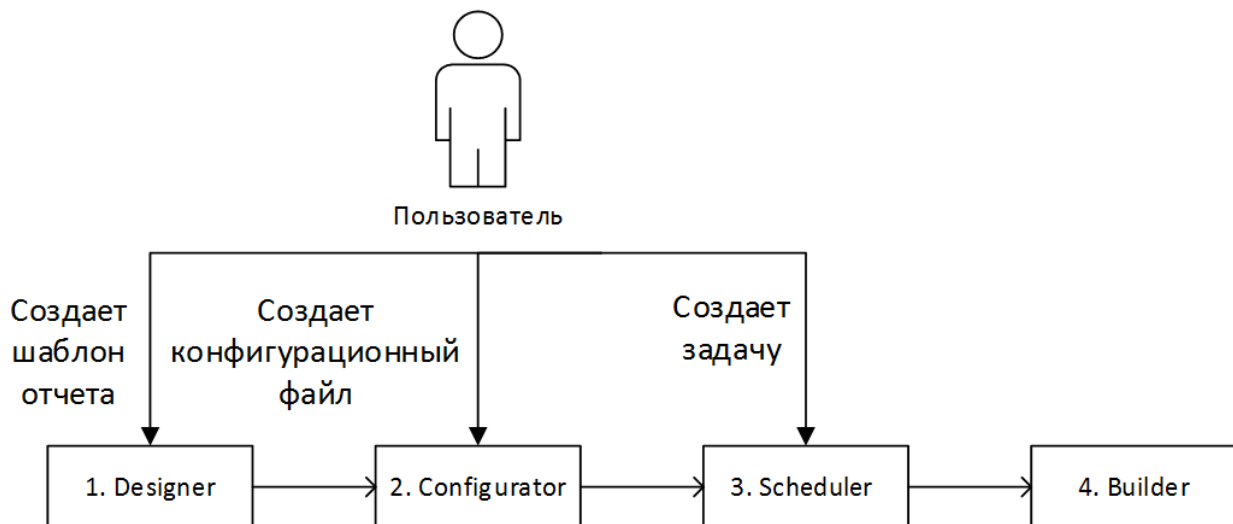 Пользователь
Создает
шаблон
отчета
Создает
конфигурационный
файл
Создает
задачу
1. Designer
2. Configurator
3. Scheduler
4. Builder